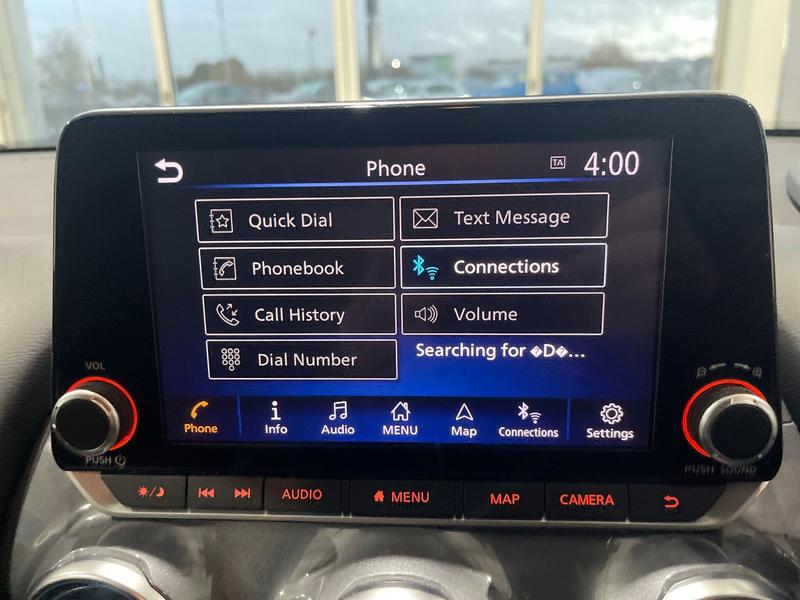 Phone
TA
4:00
Quick Dial
Text Message
Phonebook
Connections
Call History
Volume
Dial Number
Searching for �D�...
Phone
Info
Audio
MENU
Map
Connections
Settings
VOL
PUSH
PUSH SOUND
AUDIO
MENU
MAP
CAMERA